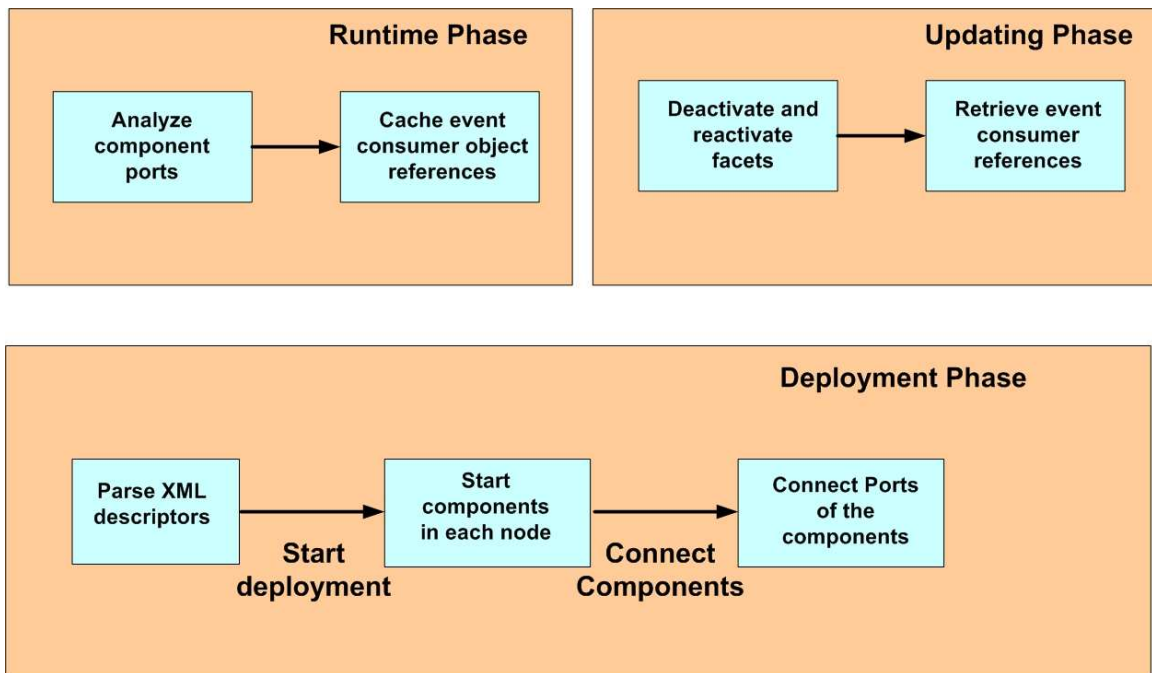 Runtime Phase
Analyze
component
ports
Cache event
consumer object
references
Updating Phase
Deactivate and
reactivate
facets
Retrieve event
consumer
references
Deployment Phase
Parse XML
descriptors
Start
deployment
Start
components
in each node
Connect
Components
Connect Ports
of the
components